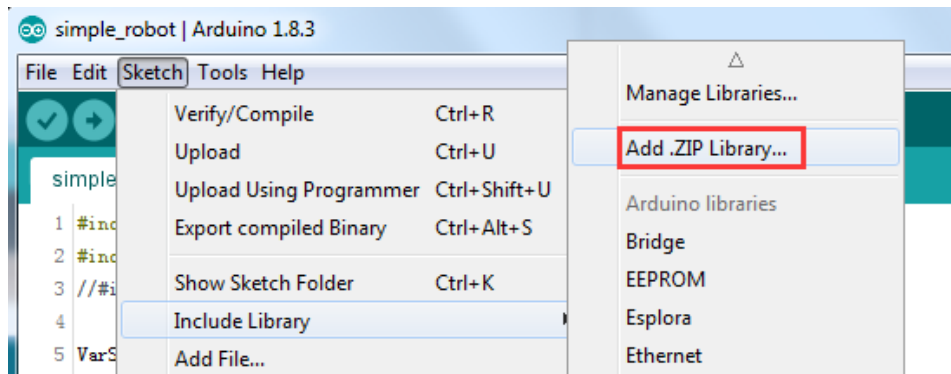 simple_robot | Arduino 1.8.3
File Edit Sketch Tools Help
Verify/Compile Ctrl+R
Upload Ctrl+U
Upload Using Programmer Ctrl+Shift+U
Export compiled Binary Ctrl+Alt+S
Show Sketch Folder Ctrl+K
Include Library
Add File...
Manage Libraries...
Add .ZIP Library...
Arduino libraries
Bridge
EEPROM
Esplora
Ethernet
simple
1 #inc
2 #inc
3 //#i
4
5 VarS